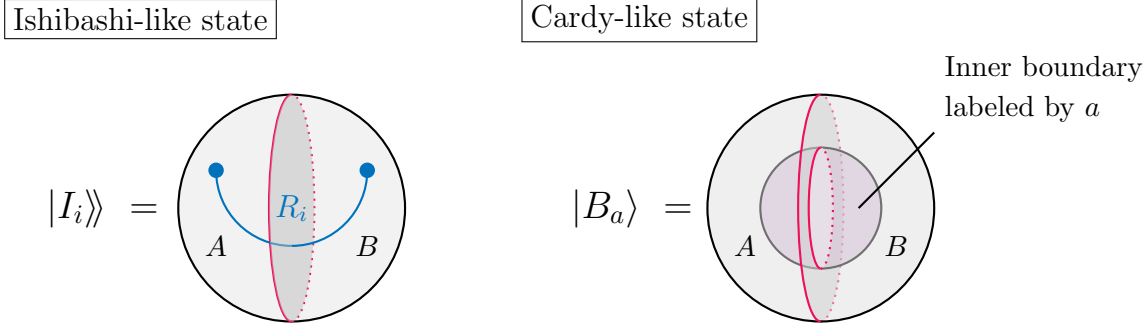 Ishibashi-like state
Cardy-like state
Inner boundary
labeled by a
|I_i⟩⟩ =
R_i
A
B
|B_a⟩ =
A
B